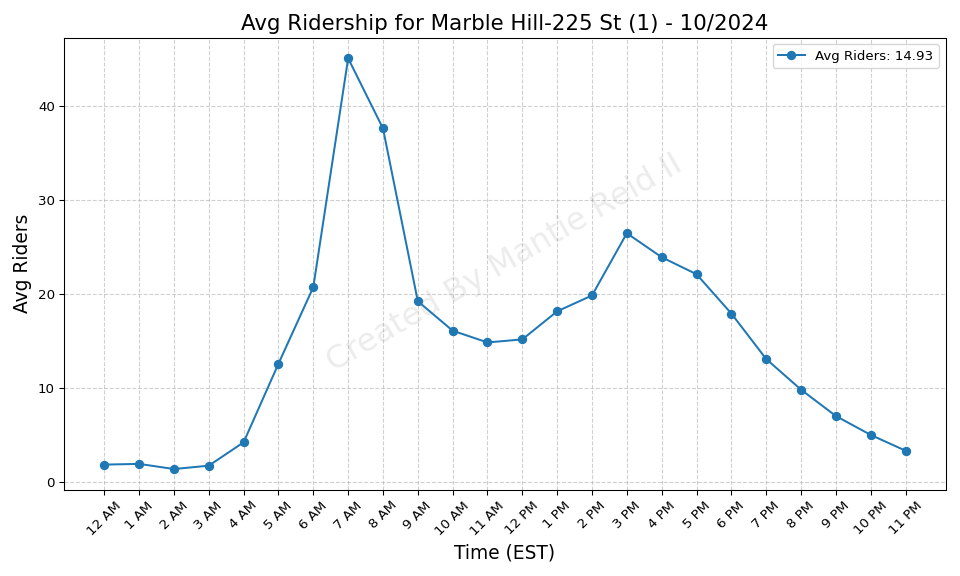 Avg Ridership for Marble Hill-225 St (1) - 10/2024
Avg Riders: 14.93
Avg Riders
40
30
20
10
0
Created By Mantie Reid II
12 AM
1 AM
2 AM
3 AM
4 AM
5 AM
6 AM
7 AM
8 AM
9 AM
10 AM
11 AM
12 PM
1 PM
2 PM
3 PM
4 PM
5 PM
6 PM
7 PM
8 PM
9 PM
10 PM
11 PM
Time (EST)